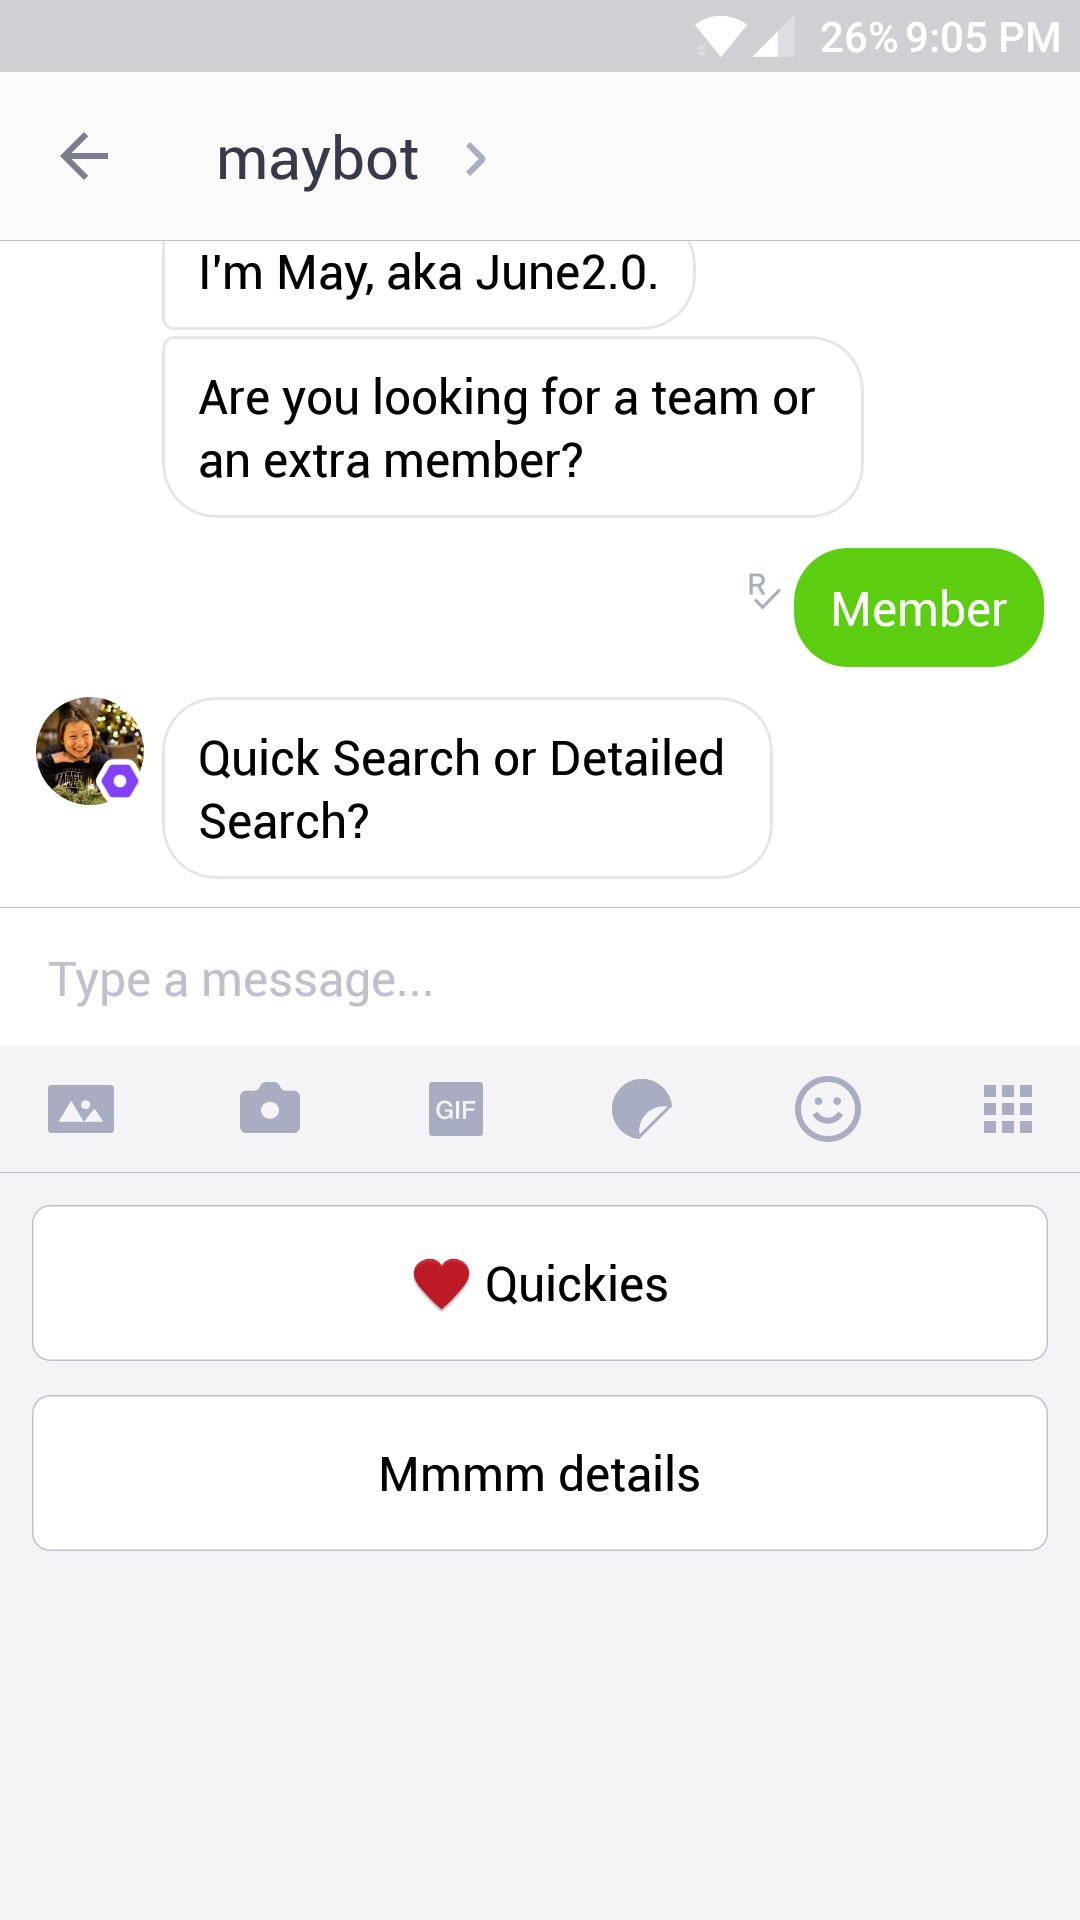 26% 9:05 PM
maybot
I'm May, aka June2.0.
Are you looking for a team or
an extra member?
R
Member
Quick Search or Detailed
Search?
Type a message...
GIF
Quickies
Mmmm details